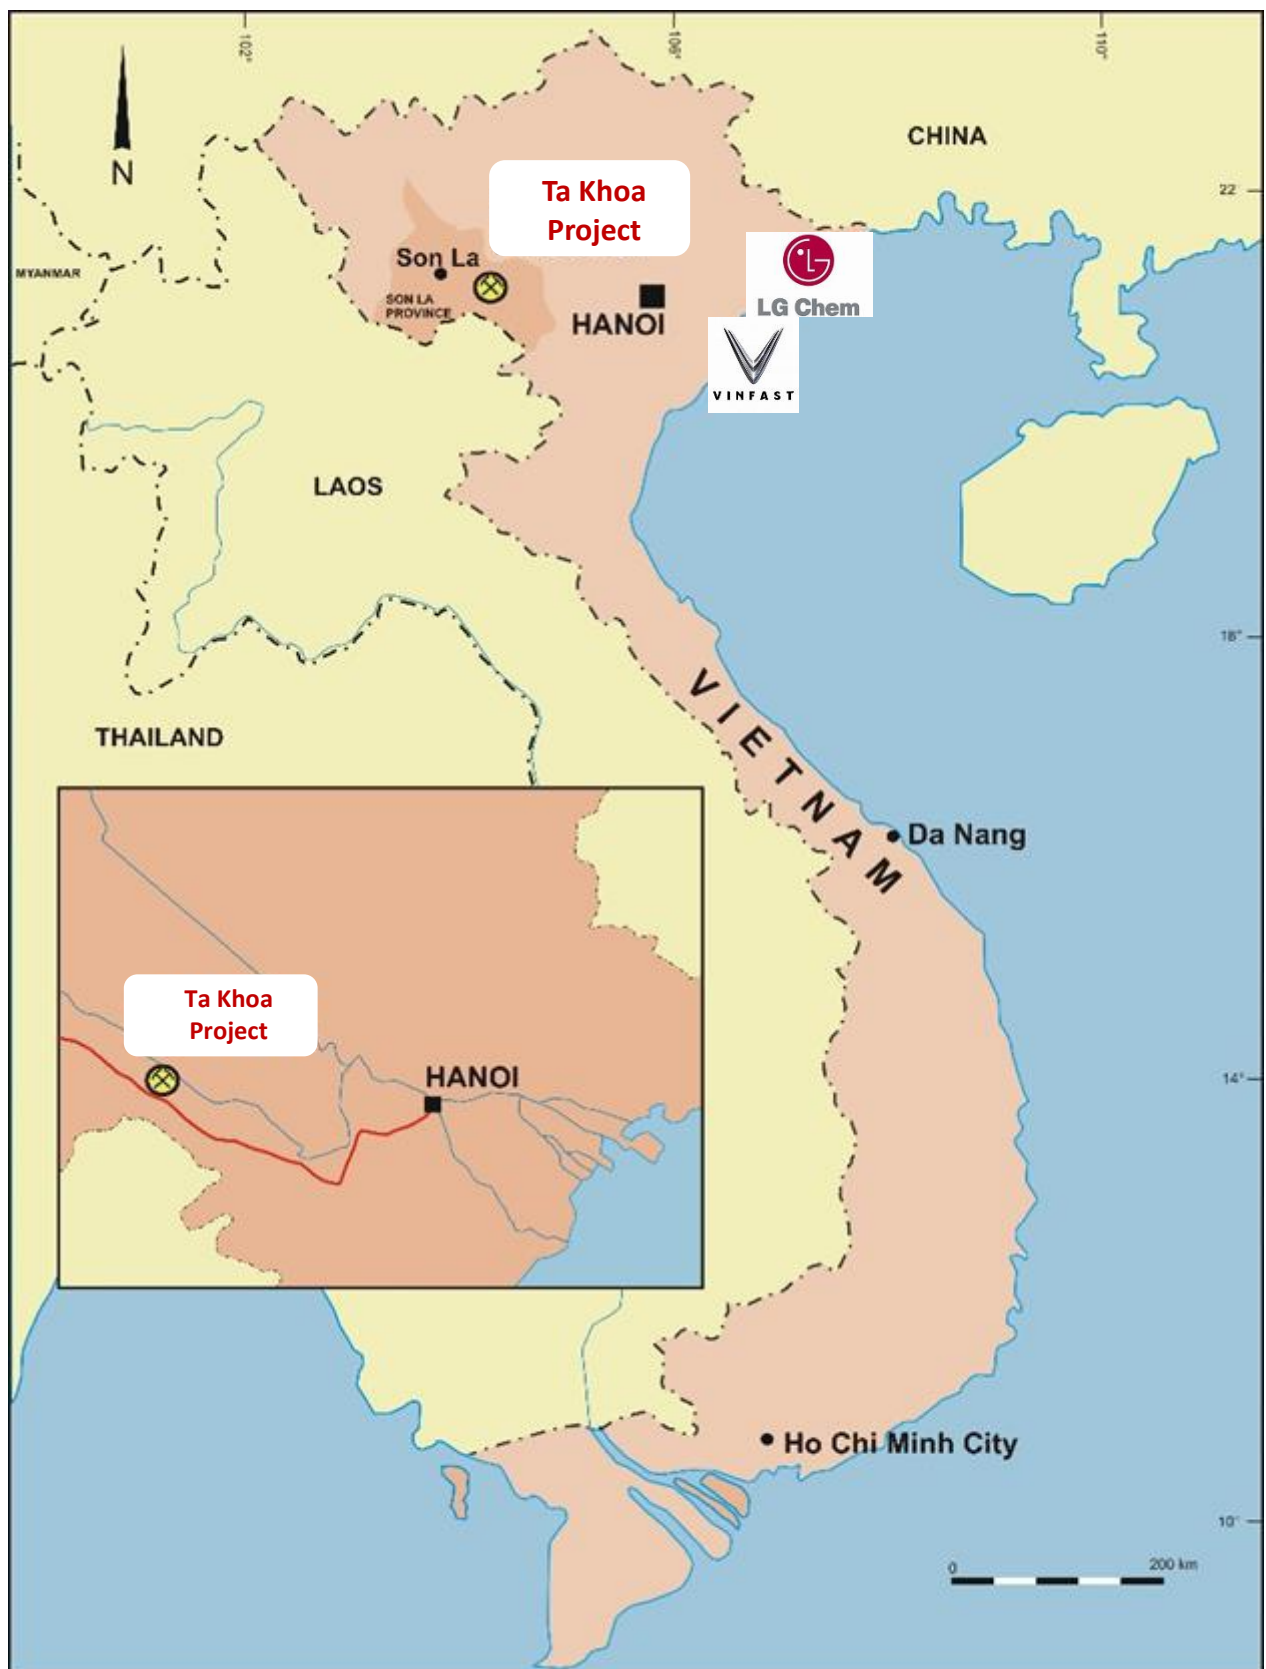 102°
106°
110°
N
CHINA
Ta Khoa
Project
22°
Son La
MYANMAR
SON LA
PROVINCE
HANOI
LG
LG Chem
VINFAST
LAOS
18°
THAILAND
VIETNAM
Da Nang
Ta Khoa
Project
HANOI
14°
Ho Chi Minh City
10°
0
200 km